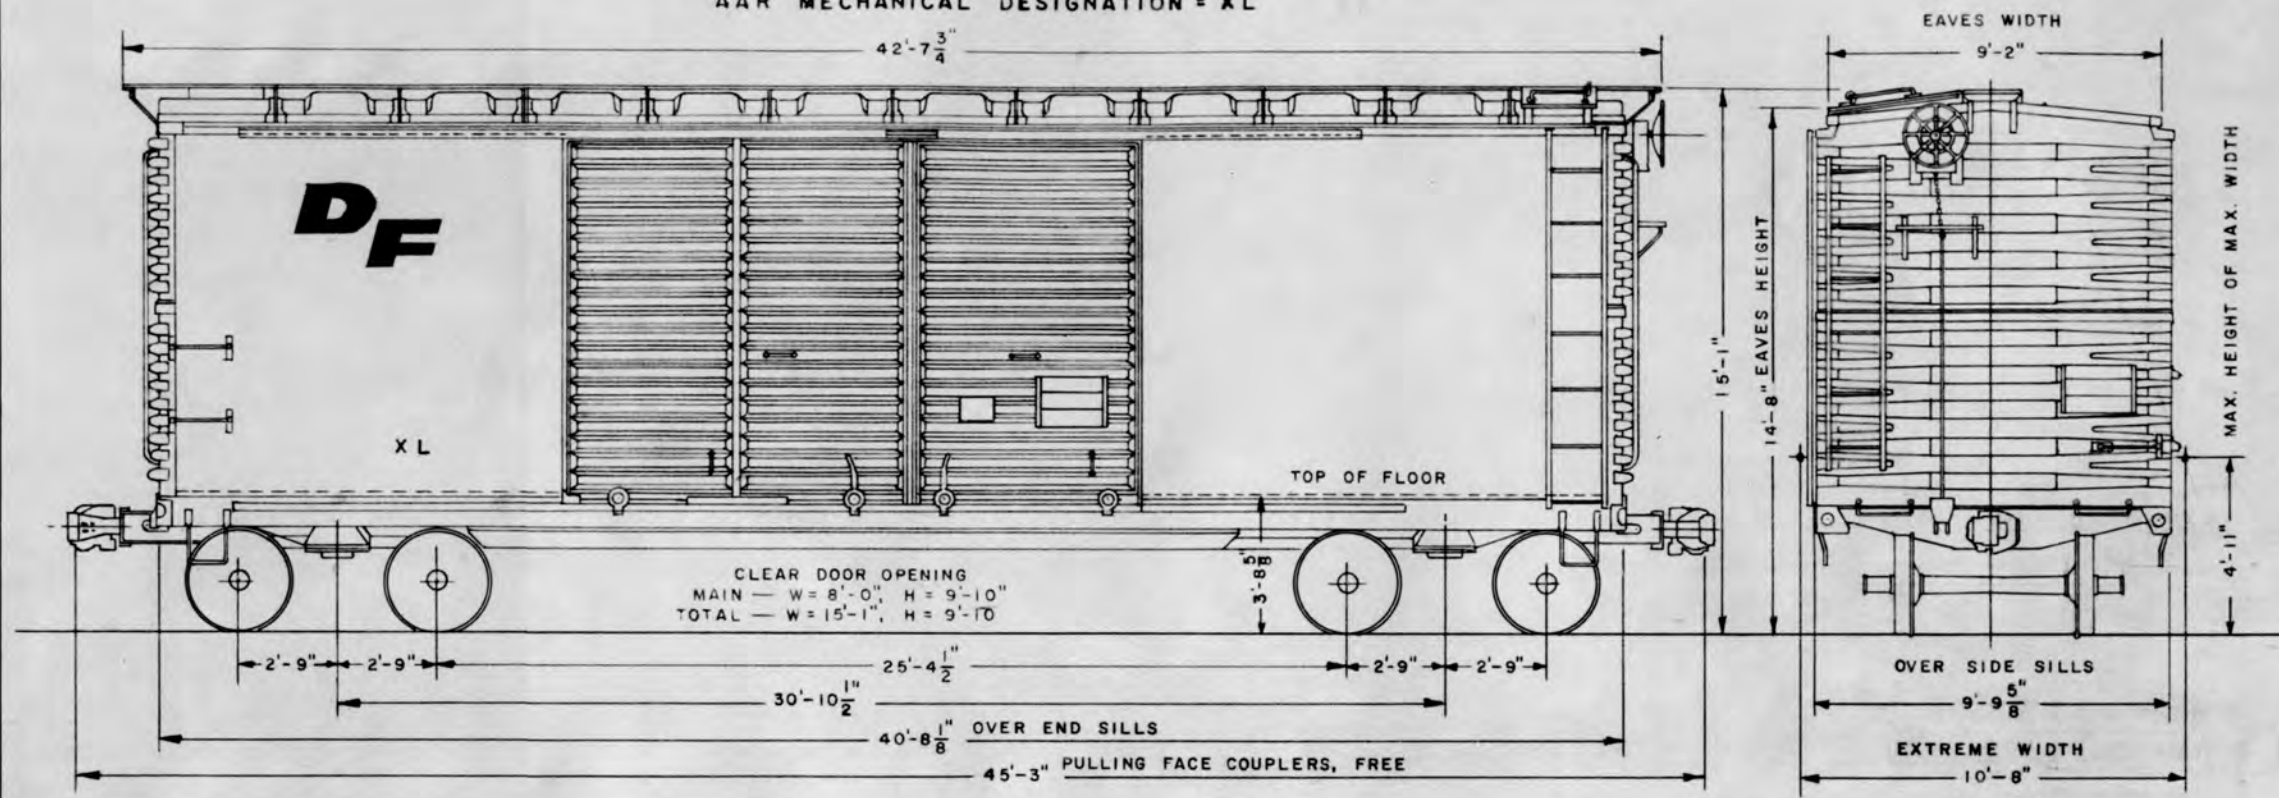 AAR MECHANICAL DESIGNATION = XL
EAVES WIDTH
42'-7 3/4"
9'-2"
DF
XL
TOP OF FLOOR
15'-1"
14'-8" EAVES HEIGHT
4'-11" MAX. HEIGHT OF MAX. WIDTH
3'-8 5/8"
CLEAR DOOR OPENING
MAIN — W = 8'-0", H = 9'-10"
TOTAL — W = 15'-1", H = 9'-10
2'-9" 2'-9" 25'-4 1/2" 2'-9" 2'-9"
30'-10 1/2"
40'-8 1/8" OVER END SILLS
45'-3" PULLING FACE COUPLERS, FREE
OVER SIDE SILLS
9'-9 5/8"
EXTREME WIDTH
10'-8"